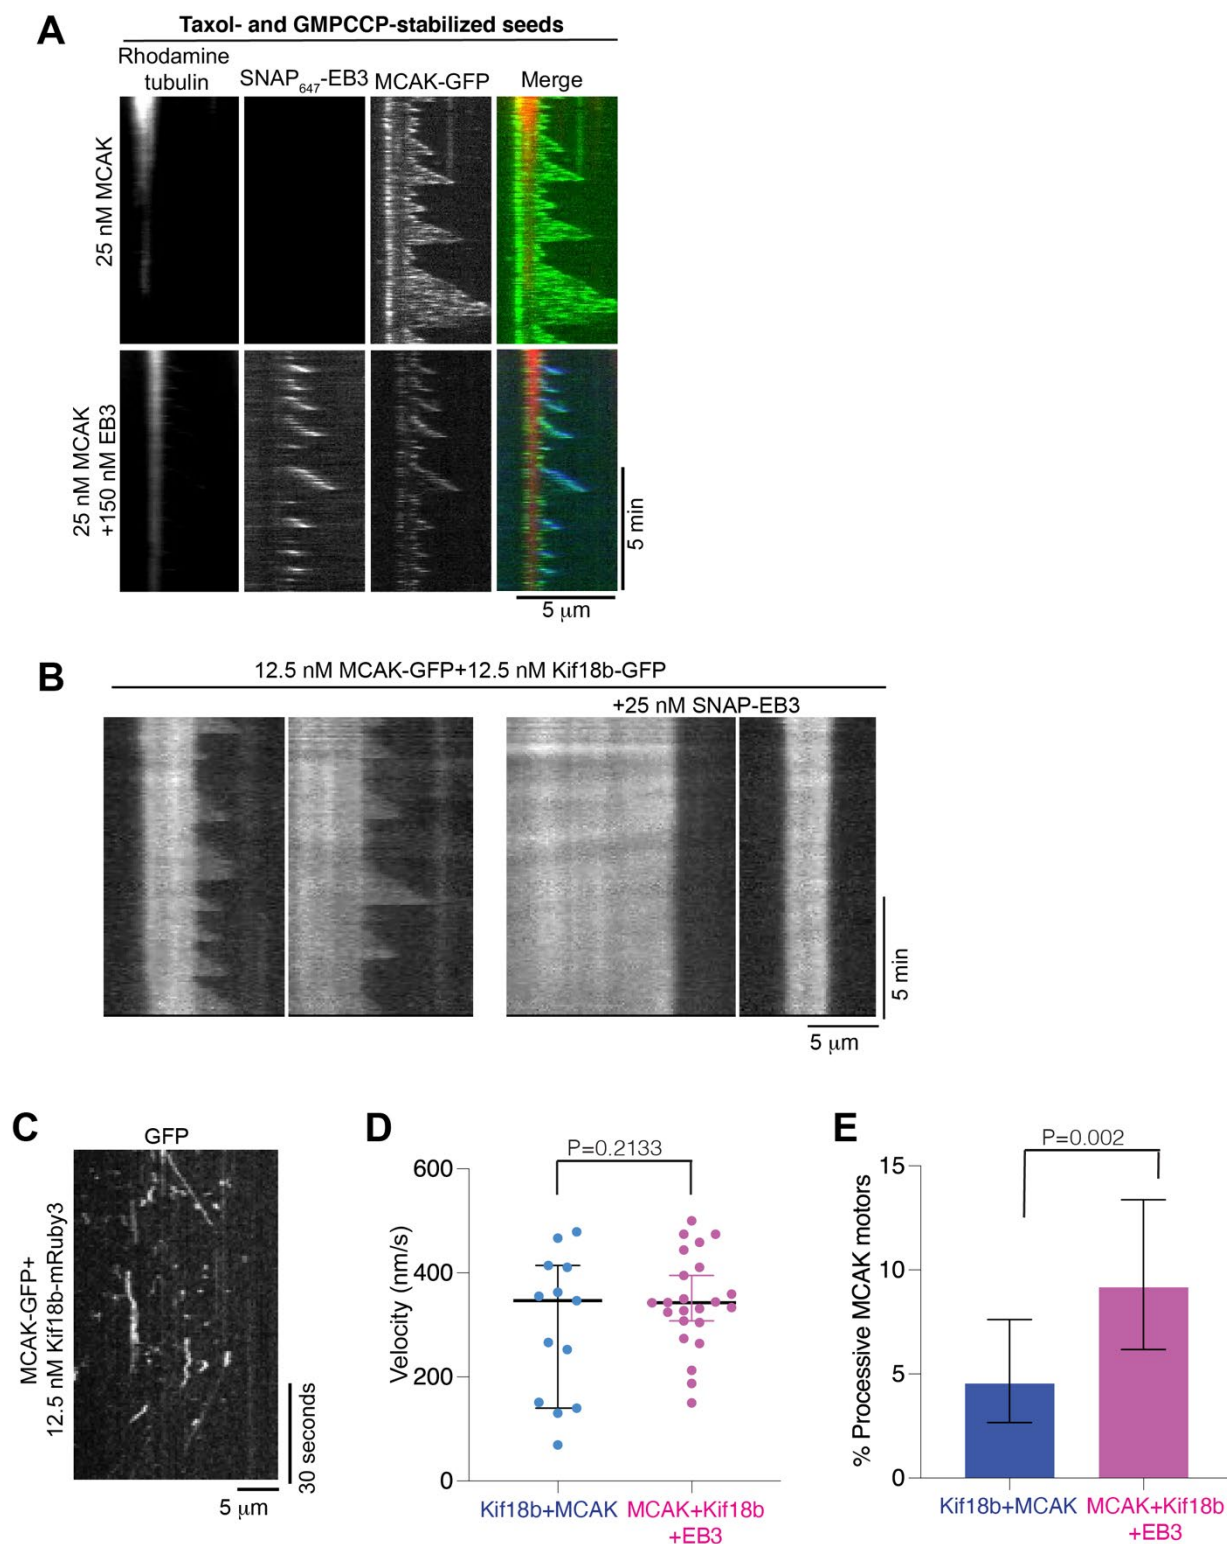 A
Taxol- and GMPCCP-stabilized seeds
Rhodamine
tubulin
SNAP647-EB3
MCAK-GFP
Merge
25 nM MCAK
25 nM MCAK
+150 nM EB3
5 min
5 μm
B
12.5 nM MCAK-GFP+12.5 nM Kif18b-GFP
+25 nM SNAP-EB3
5 min
5 μm
C
GFP
MCAK-GFP+
12.5 nM Kif18b-mRuby3
30 seconds
5 μm
D
P=0.2133
Velocity (nm/s)
600
400
200
0
Kif18b+MCAK
MCAK+Kif18b
+EB3
E
P=0.002
% Processive MCAK motors
15
10
5
0
Kif18b+MCAK
MCAK+Kif18b
+EB3